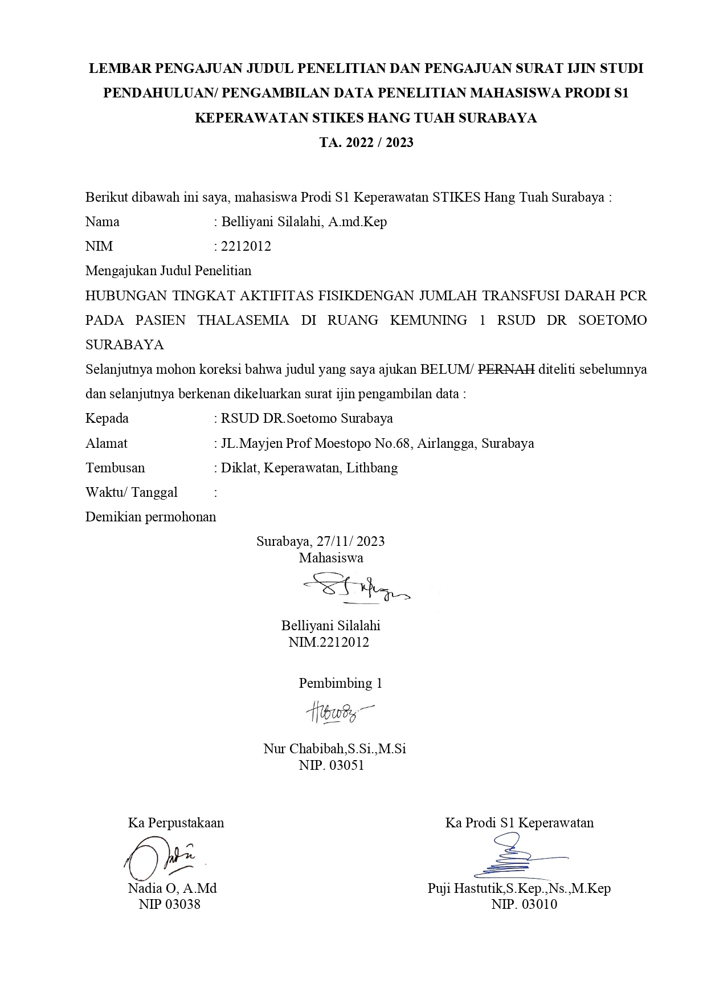 LEMBAR PENGAJUAN JUDUL PENELITIAN DAN PENGAJUAN SURAT IJIN STUDI
PENDAHULUAN/ PENGAMBILAN DATA PENELITIAN MAHASISWA PRODI S1
KEPERAWATAN STIKES HANG TUAH SURABAYA
TA. 2022 / 2023
Berikut dibawah ini saya, mahasiswa Prodi S1 Keperawatan STIKES Hang Tuah Surabaya :
Nama : Belliyani Silalahi, A.md.Kep
NIM : 2212012
Mengajukan Judul Penelitian
HUBUNGAN TINGKAT AKTIFITAS FISIKDENGAN JUMLAH TRANSFUSI DARAH PCR
PADA PASIEN THALASEMIA DI RUANG KEMUNING 1 RSUD DR SOETOMO
SURABAYA
Selanjutnya mohon koreksi bahwa judul yang saya ajukan BELUM/ PERNAH diteliti sebelumnya
dan selanjutnya berkenan dikeluarkan surat ijin pengambilan data :
Kepada : RSUD DR.Soetomo Surabaya
Alamat : JL.Mayjen Prof Moestopo No.68, Airlangga, Surabaya
Tembusan : Diklat, Keperawatan, Lithbang
Waktu/ Tanggal :
Demikian permohonan
Surabaya, 27/11/ 2023
Mahasiswa
Belliyani Silalahi
NIM.2212012
Pembimbing 1
Nur Chabibah,S.Si.,M.Si
NIP. 03051
Ka Perpustakaan Ka Prodi S1 Keperawatan
Nadia O, A.Md Puji Hastutik,S.Kep.,Ns.,M.Kep
NIP 03038 NIP. 03010